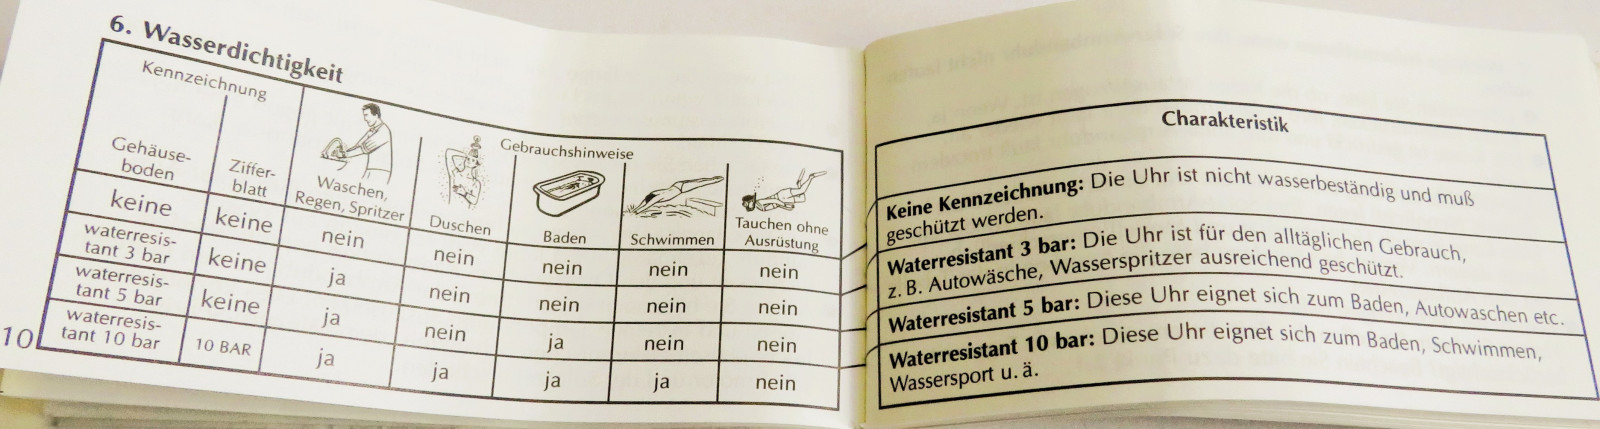 6. Wasserdichtigkeit
Kennzeichnung
Gebrauchshinweise
Gehäuse-
boden
Ziffer-
blatt
Waschen,
Regen, Spritzer
Duschen
Baden
Schwimmen
Tauchen ohne
Ausrüstung
keine keine nein nein nein nein nein
waterresis-
tant 3 bar keine ja nein nein nein nein
waterresis-
tant 5 bar keine ja nein ja nein nein
waterresis-
tant 10 bar 10 BAR ja ja ja ja nein
10
Charakteristik
Keine Kennzeichnung: Die Uhr ist nicht wasserbeständig und muß
geschützt werden.
Waterresistant 3 bar: Die Uhr ist für den alltäglichen Gebrauch,
z. B. Autowäsche, Wasserspritzer ausreichend geschützt.
Waterresistant 5 bar: Diese Uhr eignet sich zum Baden, Autowaschen etc.
Waterresistant 10 bar: Diese Uhr eignet sich zum Baden, Schwimmen,
Wassersport u. ä.